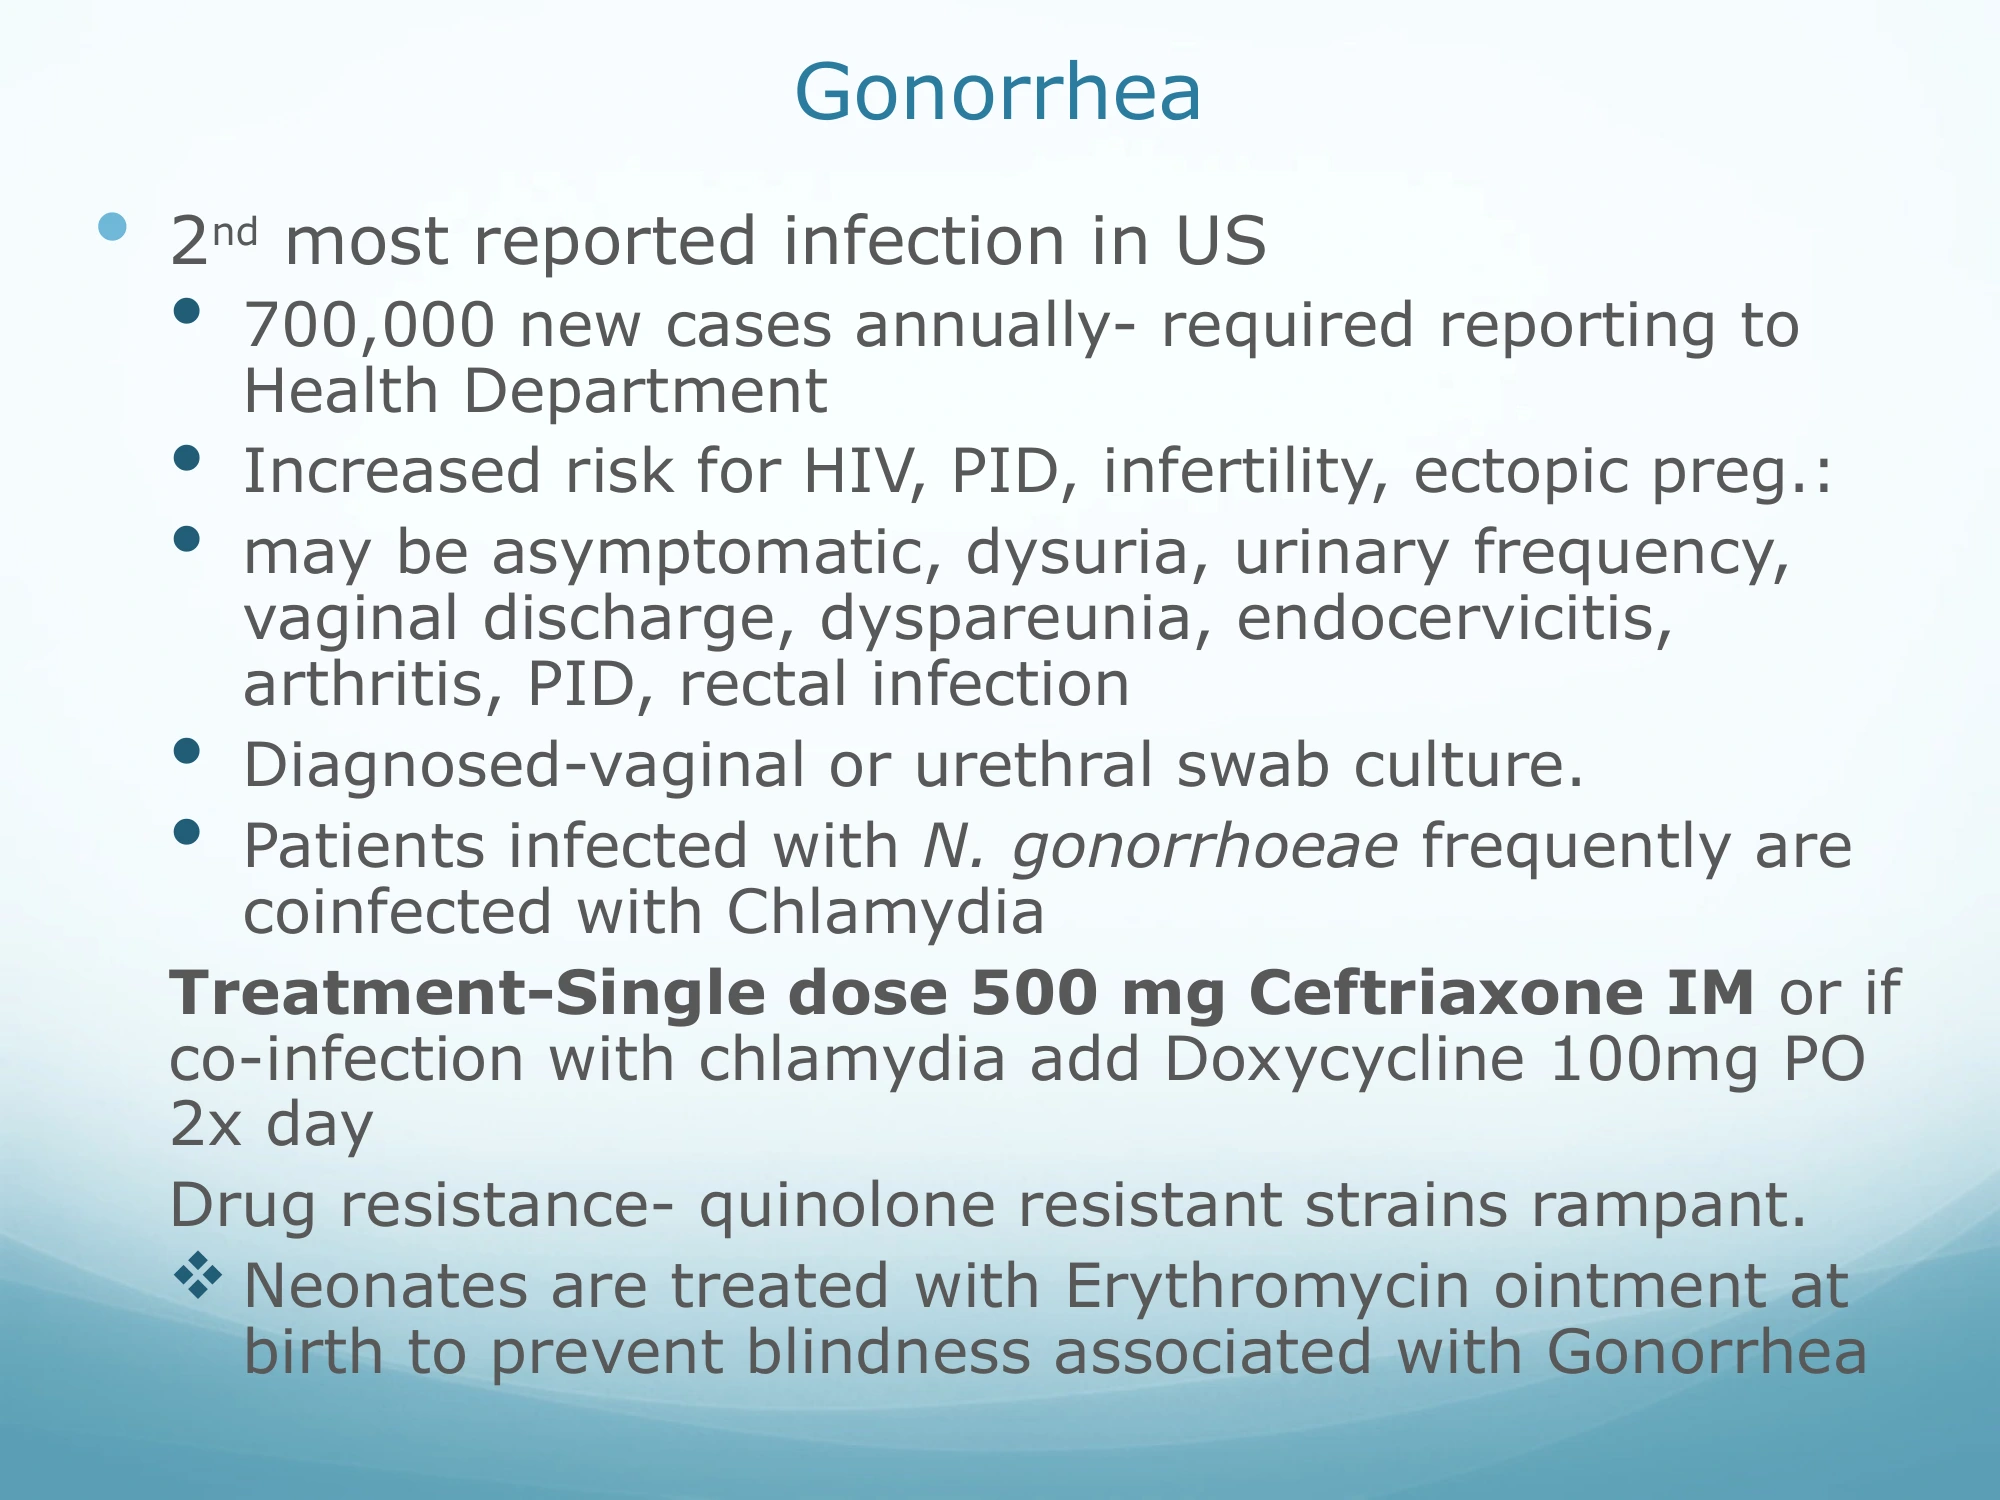 Gonorrhea
• 2nd most reported infection in US
• 700,000 new cases annually- required reporting to
Health Department
• Increased risk for HIV, PID, infertility, ectopic preg.:
• may be asymptomatic, dysuria, urinary frequency,
vaginal discharge, dyspareunia, endocervicitis,
arthritis, PID, rectal infection
• Diagnosed-vaginal or urethral swab culture.
• Patients infected with N. gonorrhoeae frequently are
coinfected with Chlamydia
Treatment-Single dose 500 mg Ceftriaxone IM or if
co-infection with chlamydia add Doxycycline 100mg PO
2x day
Drug resistance- quinolone resistant strains rampant.
❖ Neonates are treated with Erythromycin ointment at
birth to prevent blindness associated with Gonorrhea